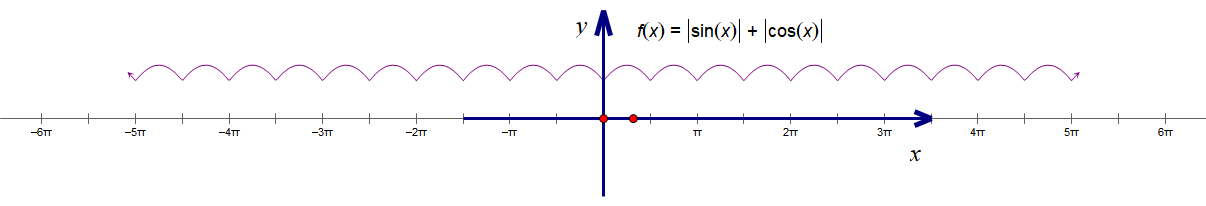 y
f(x) = |sin(x)| + |cos(x)|
−6π −5π −4π −3π −2π −π π 2π 3π 4π 5π 6π
x